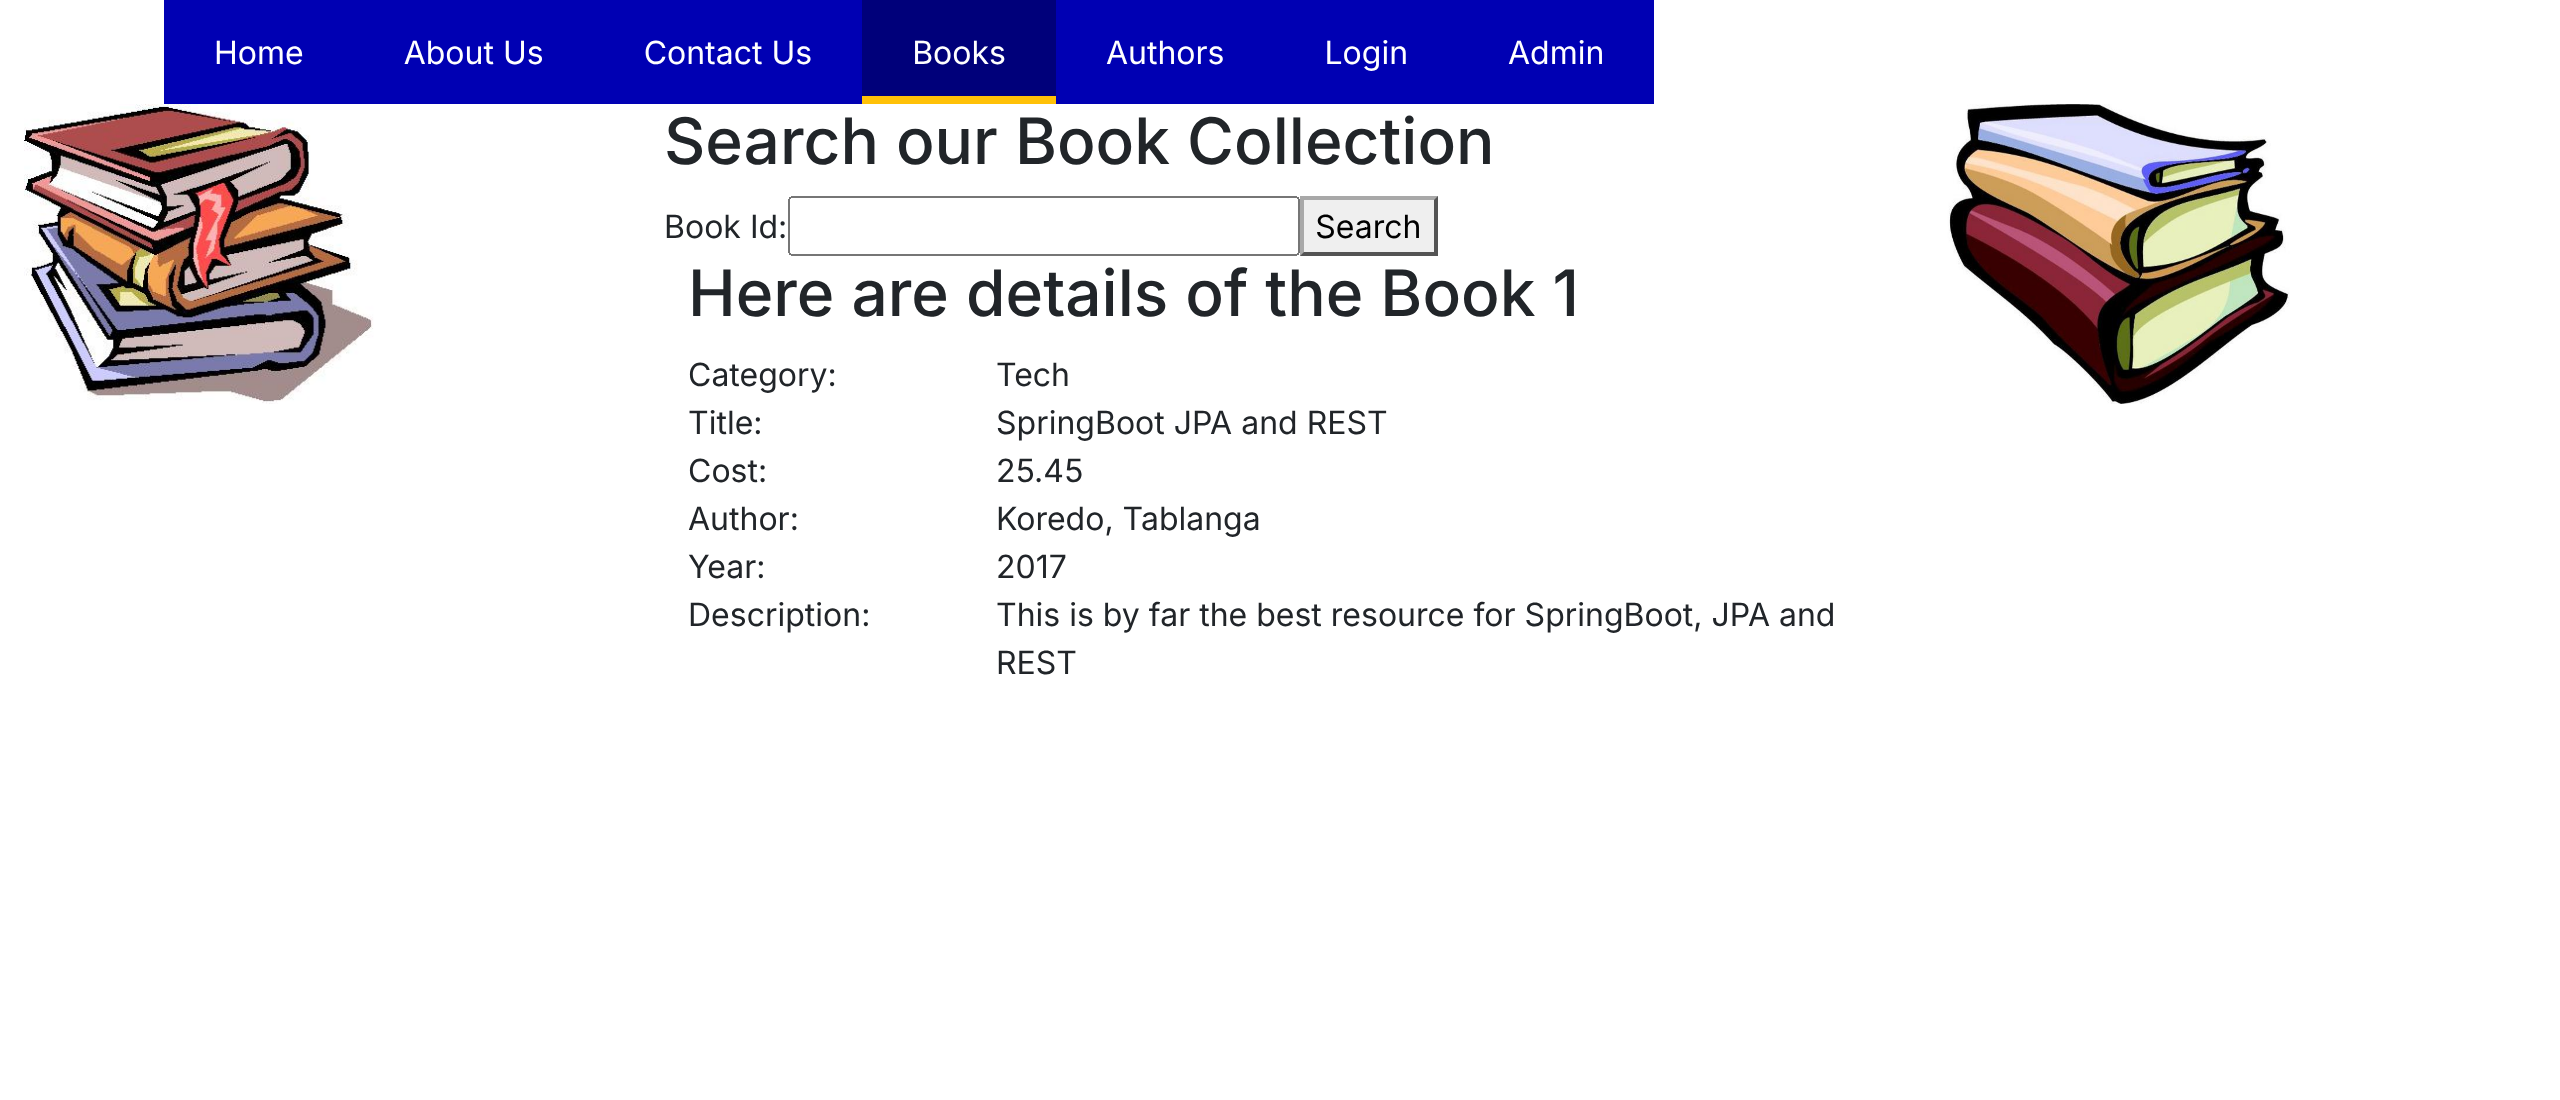 Home About Us Contact Us Books Authors Login Admin
Search our Book Collection
Book Id: Search
Here are details of the Book 1
Category: Tech
Title: SpringBoot JPA and REST
Cost: 25.45
Author: Koredo, Tablanga
Year: 2017
Description: This is by far the best resource for SpringBoot, JPA and
REST